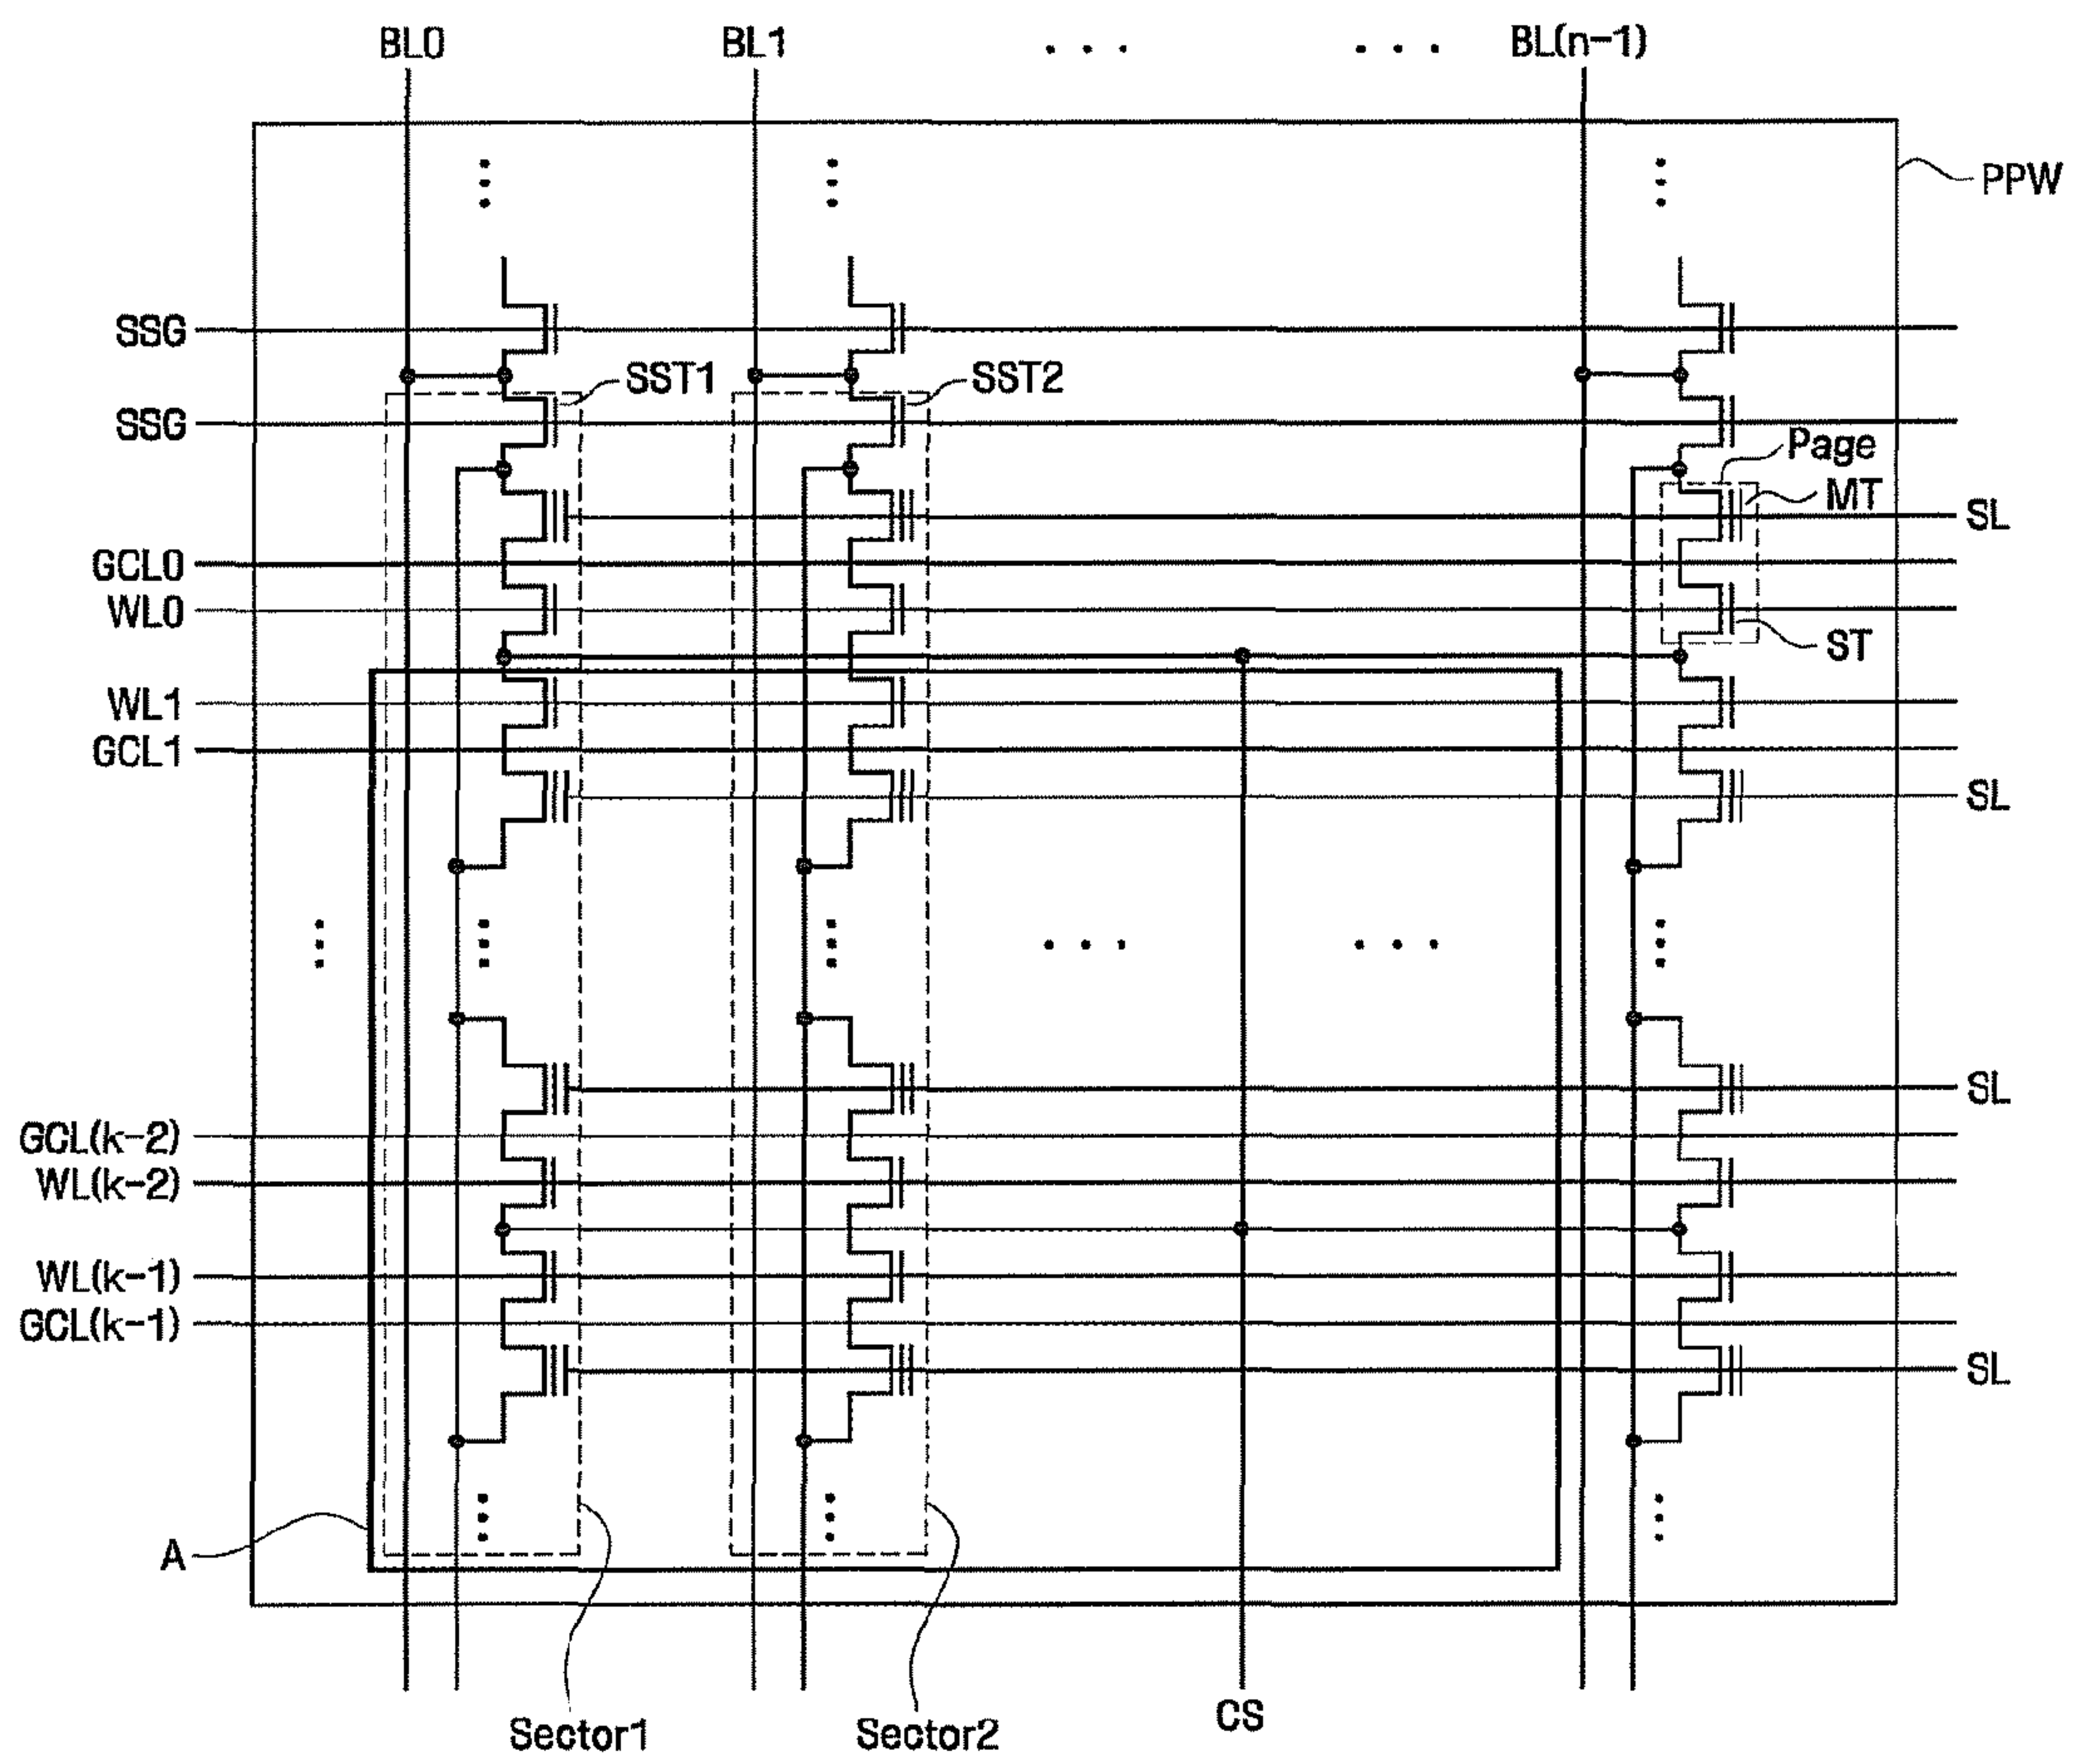 BL0 BL1 . . . . . . BL(n-1)
PPW
SSG
SST1 SST2
SSG
Page
MT
SL
GCL0
WL0
ST
WL1
GCL1
SL
SL
GCL(k-2)
WL(k-2)
WL(k-1)
GCL(k-1)
SL
A
CS
Sector1 Sector2